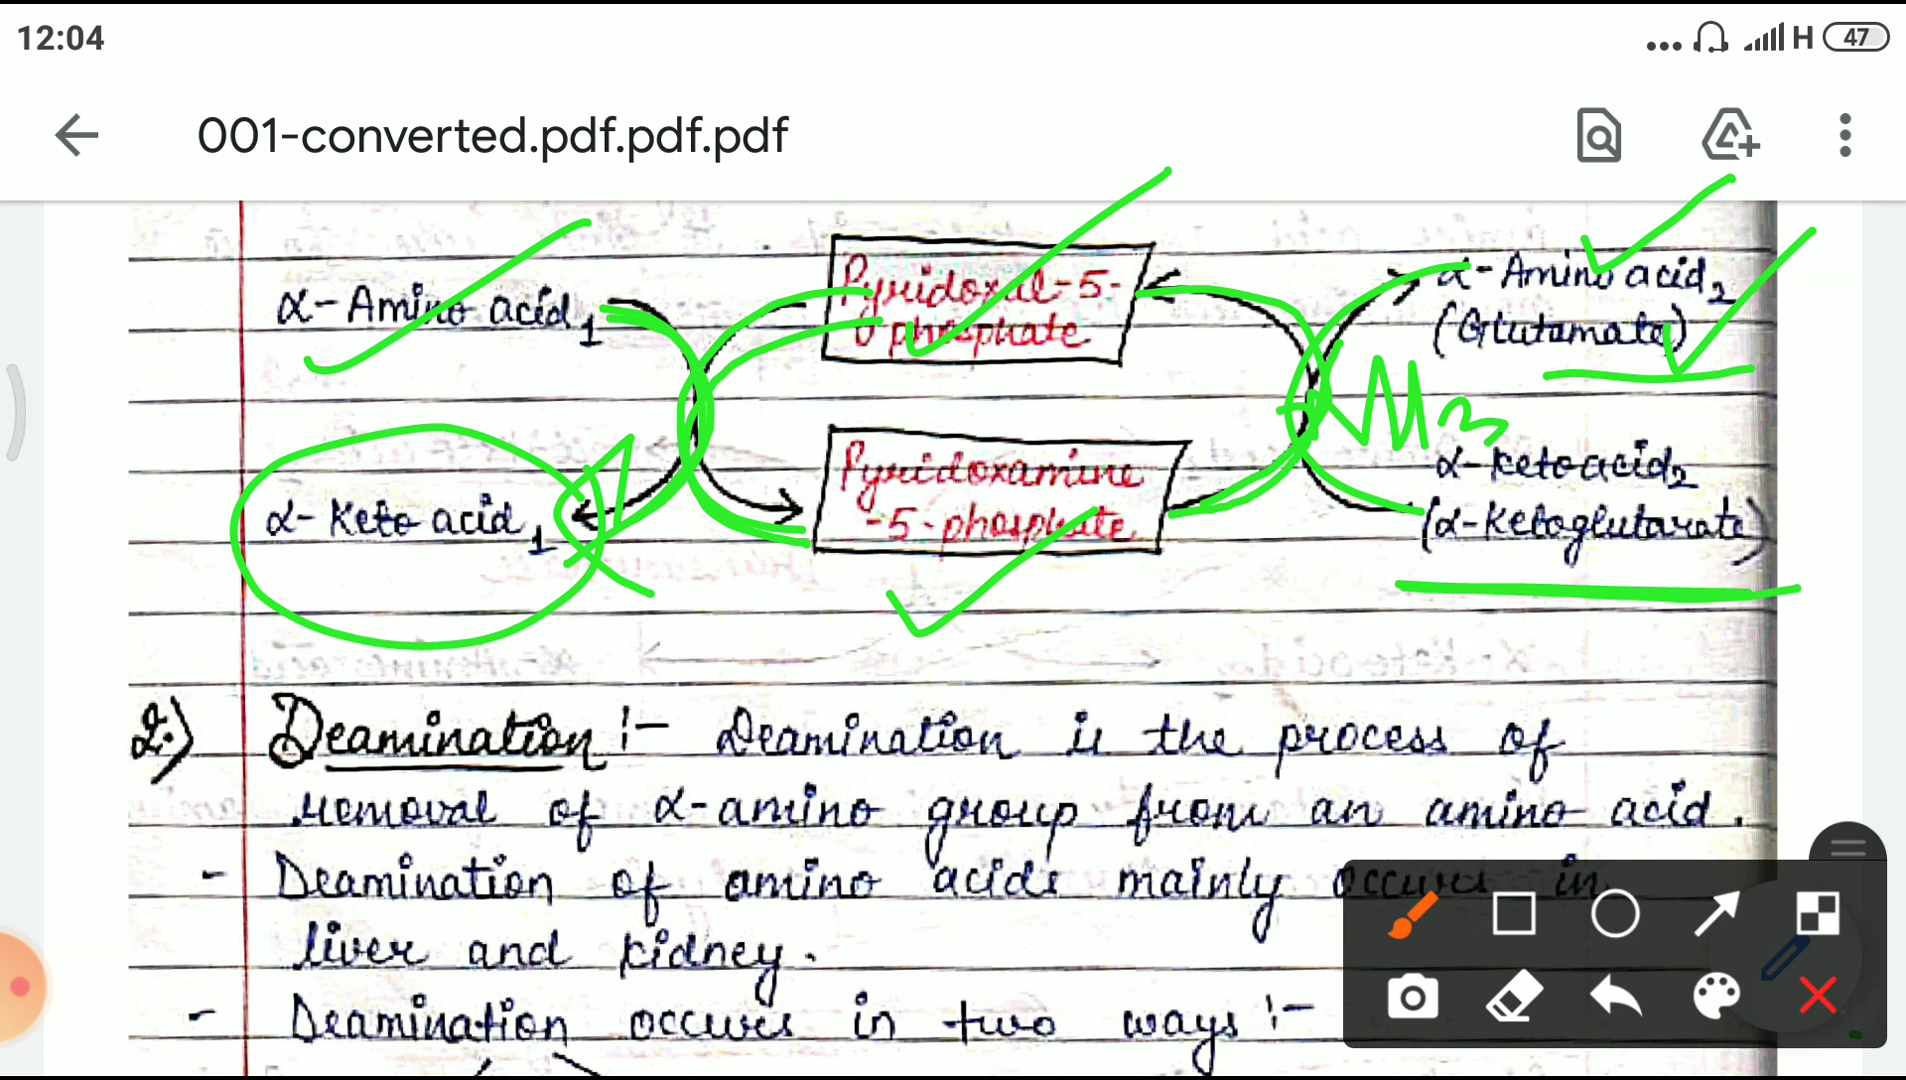 12:04
H 47
001-converted.pdf.pdf.pdf
α-Amino acid1
Pyridoxal-5-
phosphate
α-Amino acid2
(Glutamate)
NH3
α-Keto acid1
Pyridoxamine
-5-phosphate
α-ketoacid2
(α-Ketoglutarate)
2.) Deamination :- Deamination is the process of
removal of α-amino group from an amino acid.
- Deamination of amino acids mainly occurs in
liver and kidney.
- Deamination occurs in two ways :-